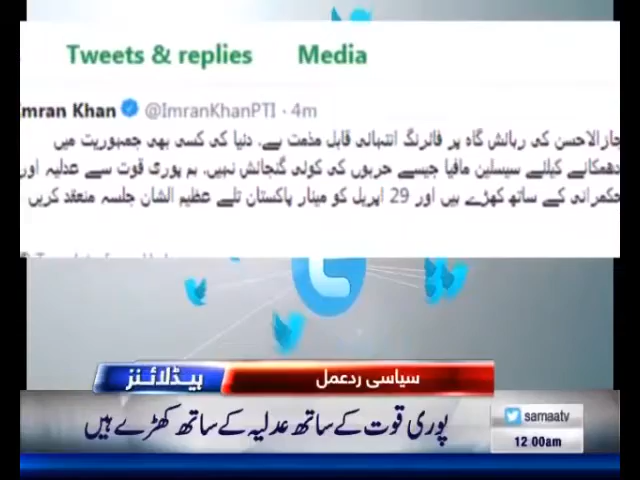 Tweets & replies Media
mran Khan @ImranKhanPTI · 4m
جازالاحسن کی رہائش گاہ پر فائرنگ انتہائی قابل مذمت ہے۔ دنیا کی کسی بھی جمہوریت میں
دھمکانے کیلئے سیسلین مافیا جیسے حربوں کی کوئی گنجائش نہیں۔ ہم پوری قوت سے عدلیہ اور
حکمرانی کے ساتھ کھڑے ہیں اور 29 اپریل کو مینار پاکستان تلے عظیم الشان جلسہ منعقد کریں
ہیڈلائنز
سیاسی ردعمل
پوری قوت کے ساتھ عدلیہ کے ساتھ کھڑے ہیں
samaatv
12:00am